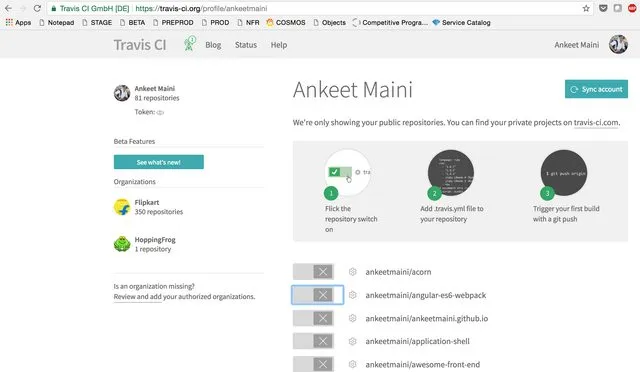 Travis CI GmbH [DE] https://travis-ci.org/profile/ankeetmaini
Notepad STAGE BETA PREPROD PROD NFR COSMOS Objects Competitive Program... Service Catalog
Travis CI Blog Status Help Ankeet Maini
Ankeet Maini
81 repositories
Token:
Beta Features
See what's new!
Organizations
Flipkart
350 repositories
HoppingFrog
1 repository
Is an organization missing?
Review and add your authorized organizations.
Ankeet Maini
Sync account
We're only showing your public repositories. You can find your private projects on travis-ci.com.
1
Flick the
repository switch
on
2
Add .travis.yml file to
your repository
$ git push origin
3
Trigger your first build
with a git push
ankeetmaini/acorn
ankeetmaini/angular-es6-webpack
ankeetmaini/ankeetmaini.github.io
ankeetmaini/application-shell
ankeetmaini/awesome-front-end